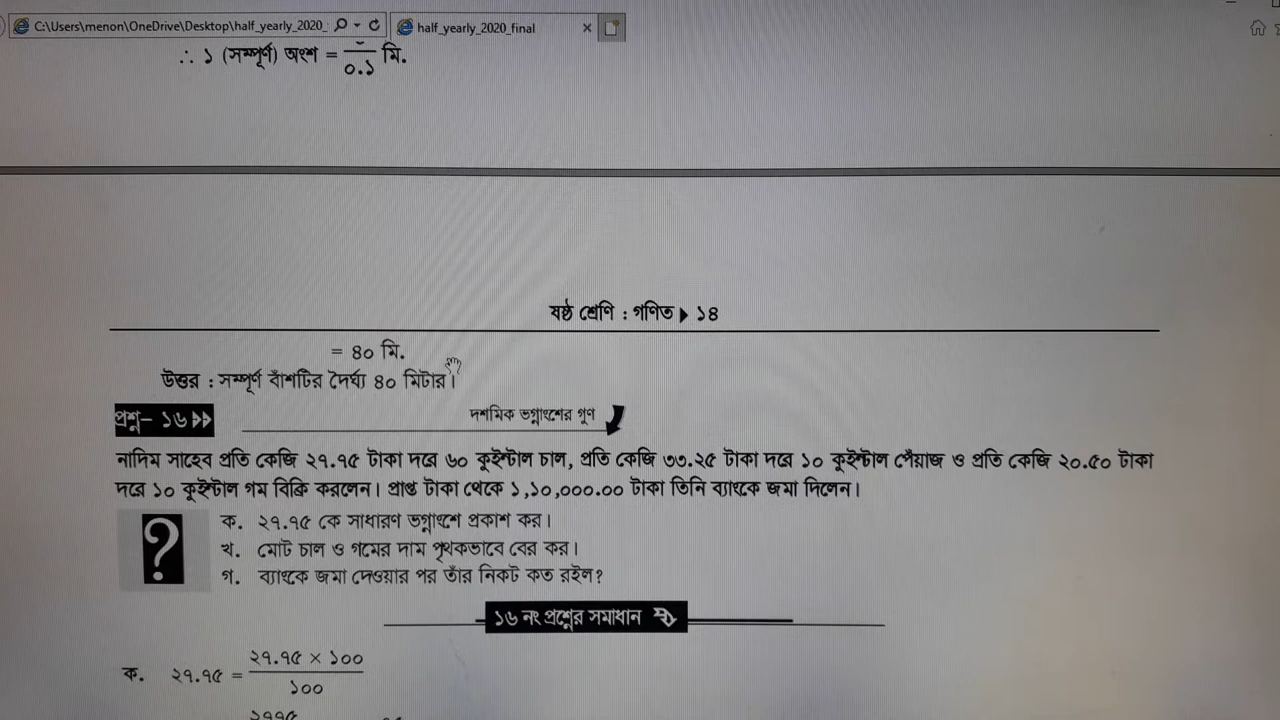 C:\Users\menon\OneDrive\Desktop\half_yearly_2020_
half_yearly_2020_final
∴ ১ (সম্পূর্ণ) অংশ = ০.১ মি.
ষষ্ঠ শ্রেণি : গণিত ▶ ১৪
= ৪০ মি.
উত্তর : সম্পূর্ণ বাঁশটির দৈর্ঘ্য ৪০ মিটার।
প্রশ্ন– ১৬ ▶▶
দশমিক ভগ্নাংশের গুণ
নাদিম সাহেব প্রতি কেজি ২৭.৭৫ টাকা দরে ৬০ কুইন্টাল চাল, প্রতি কেজি ৩৩.২৫ টাকা দরে ১০ কুইন্টাল পেঁয়াজ ও প্রতি কেজি ২০.৫০ টাকা
দরে ১০ কুইন্টাল গম বিক্রি করলেন। প্রাপ্ত টাকা থেকে ১,১০,০০০.০০ টাকা তিনি ব্যাংকে জমা দিলেন।
?
ক. ২৭.৭৫ কে সাধারণ ভগ্নাংশে প্রকাশ কর।
খ. মোট চাল ও গমের দাম পৃথকভাবে বের কর।
গ. ব্যাংকে জমা দেওয়ার পর তাঁর নিকট কত রইল?
১৬ নং প্রশ্নের সমাধান
ক. ২৭.৭৫ = ২৭.৭৫ × ১০০
১০০